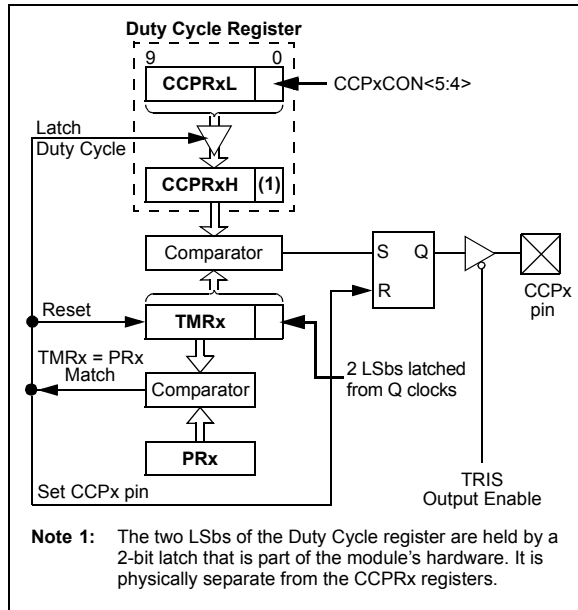 Duty Cycle Register
9 0
CCPRxL
CCPxCON<5:4>
Latch
Duty Cycle
CCPRxH (1)
Comparator
S Q
R
CCPx
pin
Reset
TMRx
TMRx = PRx
Match
2 LSbs latched
from Q clocks
Comparator
PRx
Set CCPx pin
TRIS
Output Enable
Note 1: The two LSbs of the Duty Cycle register are held by a
2-bit latch that is part of the module's hardware. It is
physically separate from the CCPRx registers.